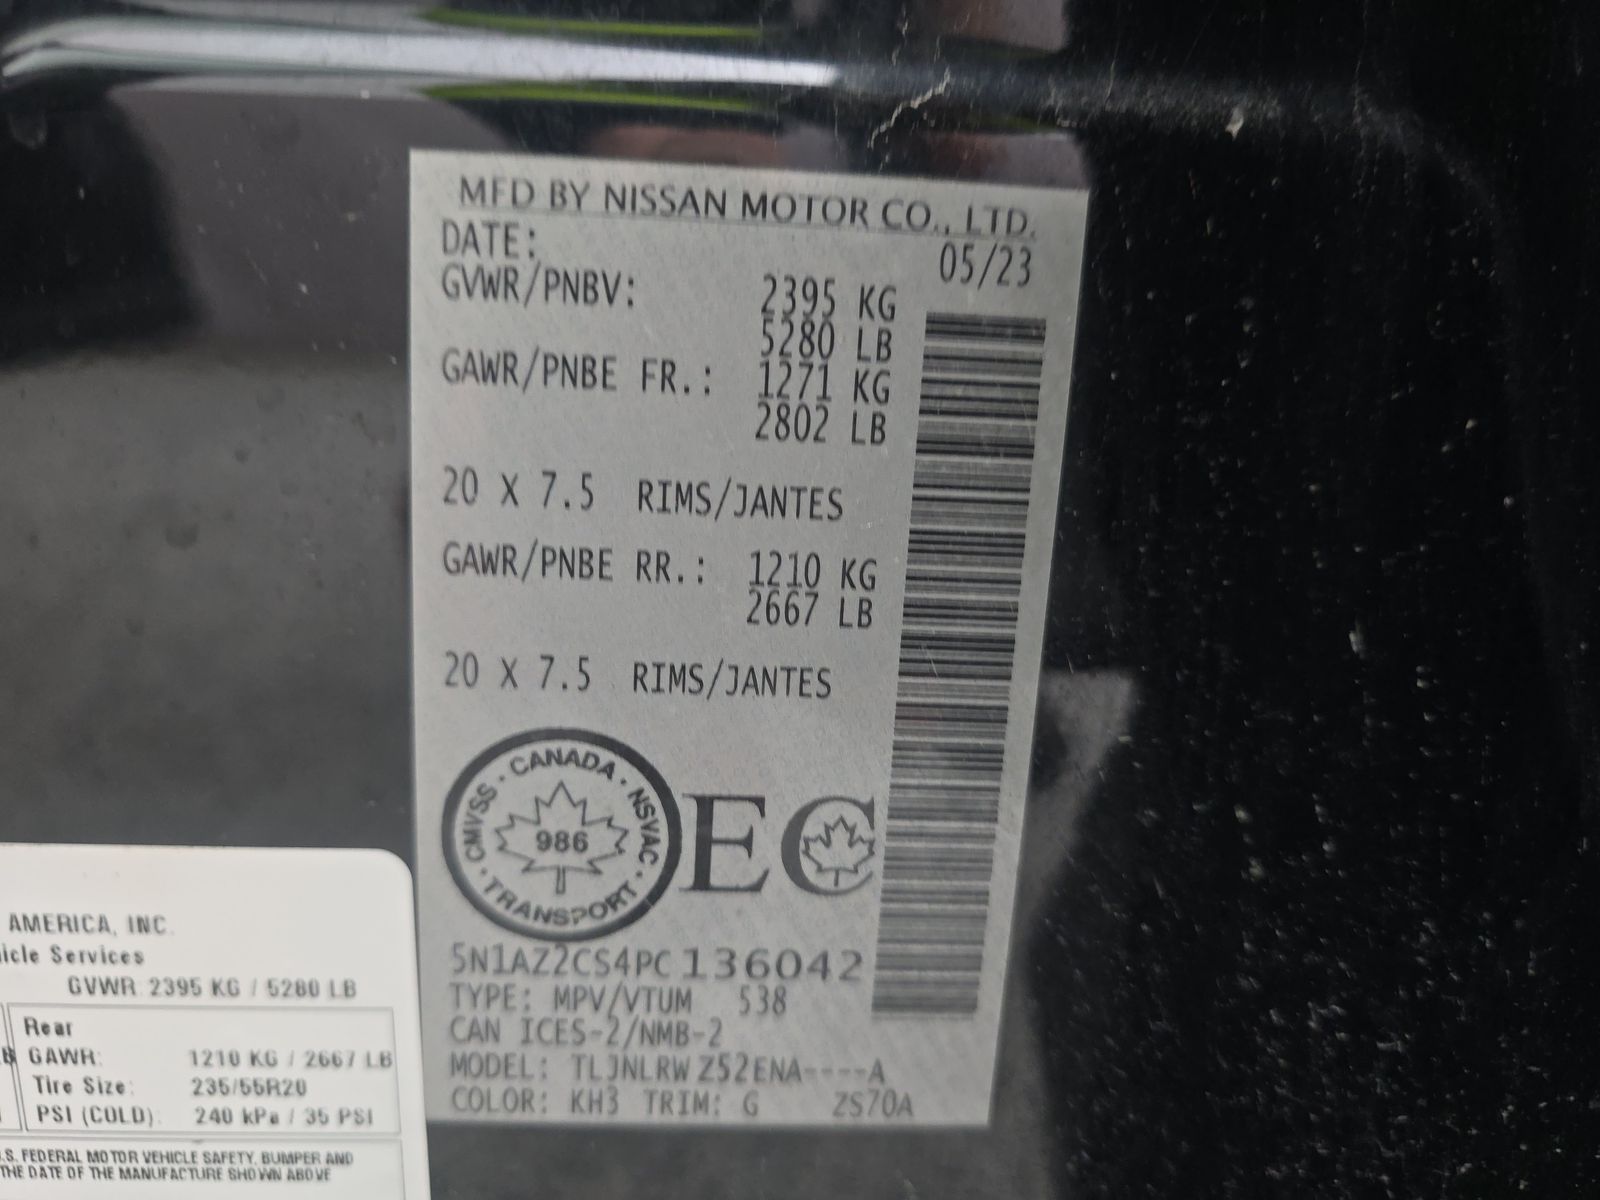 MFD BY NISSAN MOTOR CO., LTD.
DATE: 05/23
GVWR/PNBV: 2395 KG
5280 LB
GAWR/PNBE FR.: 1271 KG
2802 LB
20 X 7.5 RIMS/JANTES
GAWR/PNBE RR.: 1210 KG
2667 LB
20 X 7.5 RIMS/JANTES
CANADA · NSVAC · TRANSPORT · CMVSS ·
986
EC
5N1AZ2CS4PC136042
TYPE: MPV/VTUM 538
CAN ICES-2/NMB-2
MODEL: TLJNLRW Z52ENA----A
COLOR: KH3 TRIM: G ZS70A
AMERICA, INC.
icle Services
GVWR 2395 KG / 5280 LB
Rear
B GAWR: 1210 KG / 2667 LB
Tire Size: 235/55R20
PSI (COLD): 240 kPa / 35 PSI
.S. FEDERAL MOTOR VEHICLE SAFETY, BUMPER AND
THE DATE OF THE MANUFACTURE SHOWN ABOVE